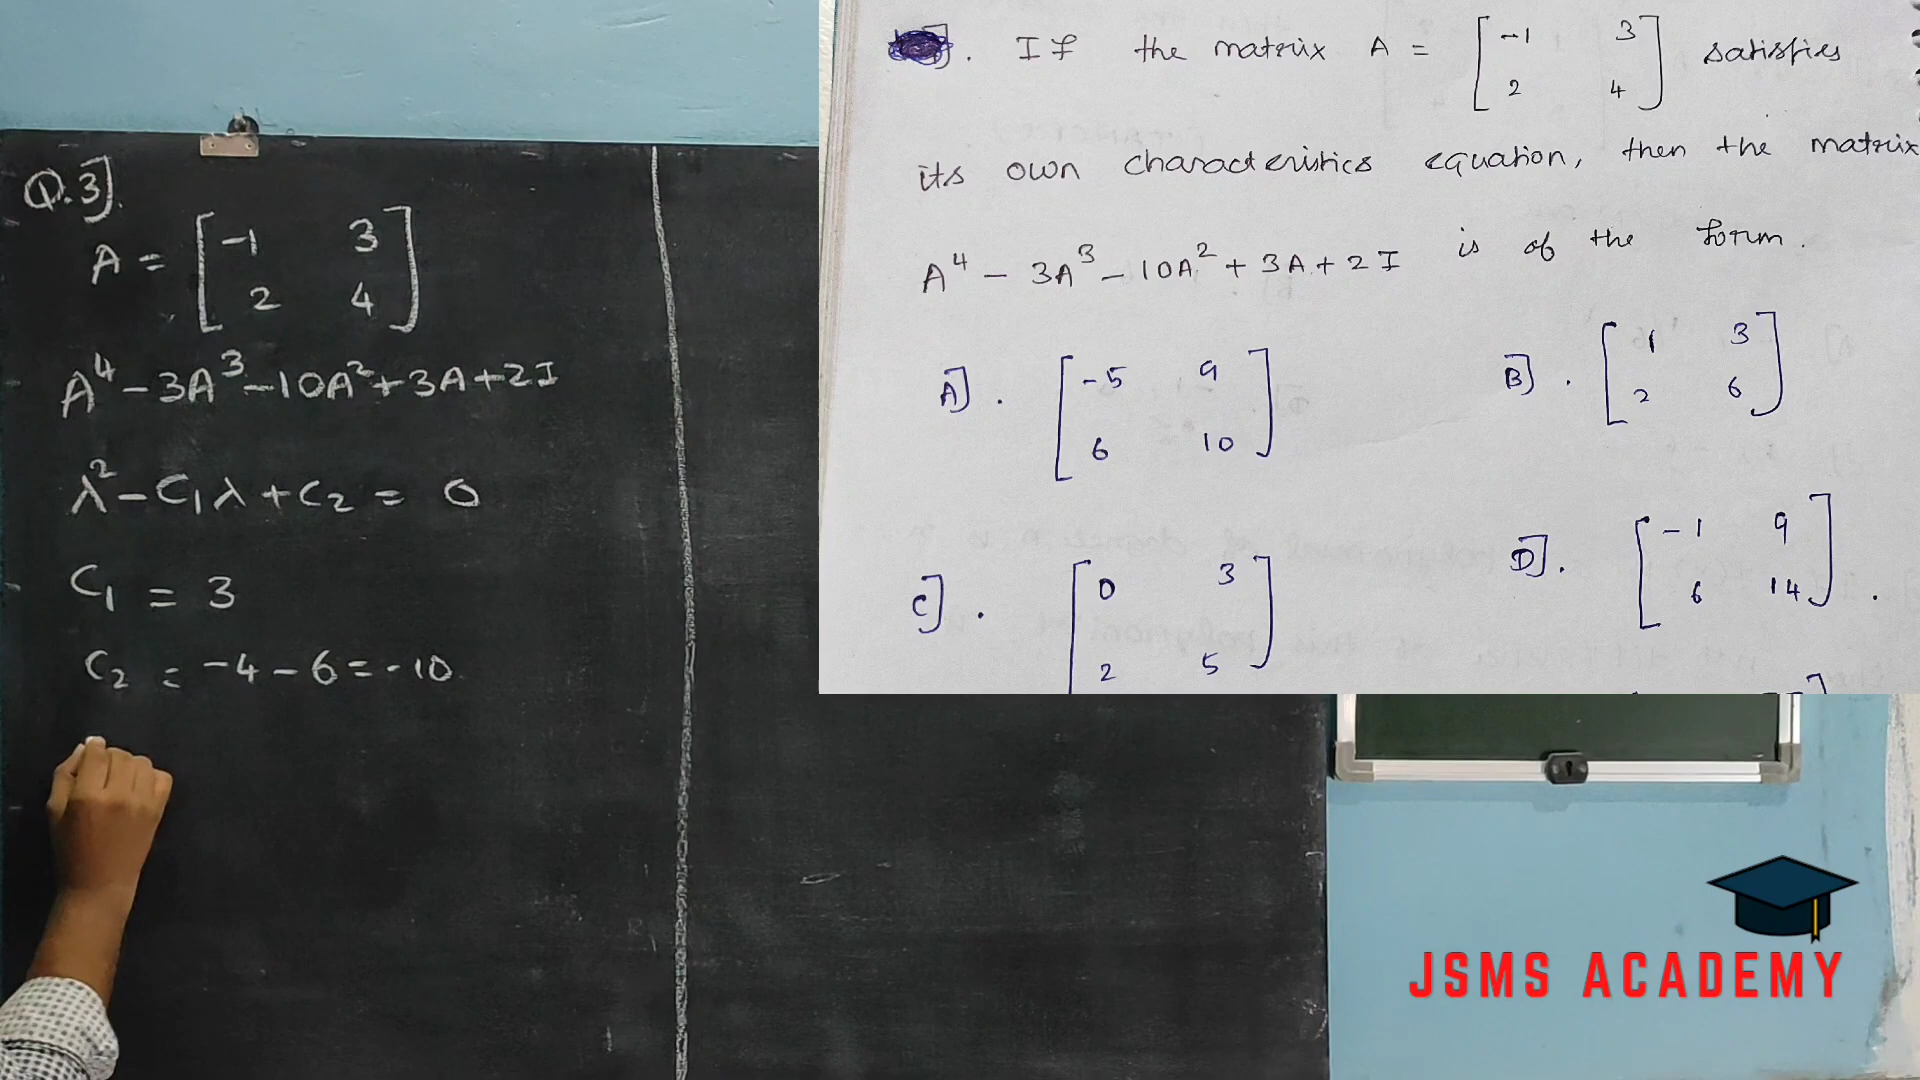 Q.3].
A = [ -1 3
2 4 ]
A⁴ - 3A³ - 10A² + 3A + 2I
λ² - C₁λ + C₂ = 0
C₁ = 3
C₂ = -4 - 6 = -10
If the matrix A = [ -1 3 ] satisfies
[ 2 4 ]
its own characteristics equation, then the matrix
A⁴ - 3A³ - 10A² + 3A + 2I is of the form.
A]. [ -5 9
6 10 ]
B]. [ 1 3
2 6 ]
C]. [ 0 3
2 5 ]
D]. [ -1 9
6 14 ].
JSMS ACADEMY